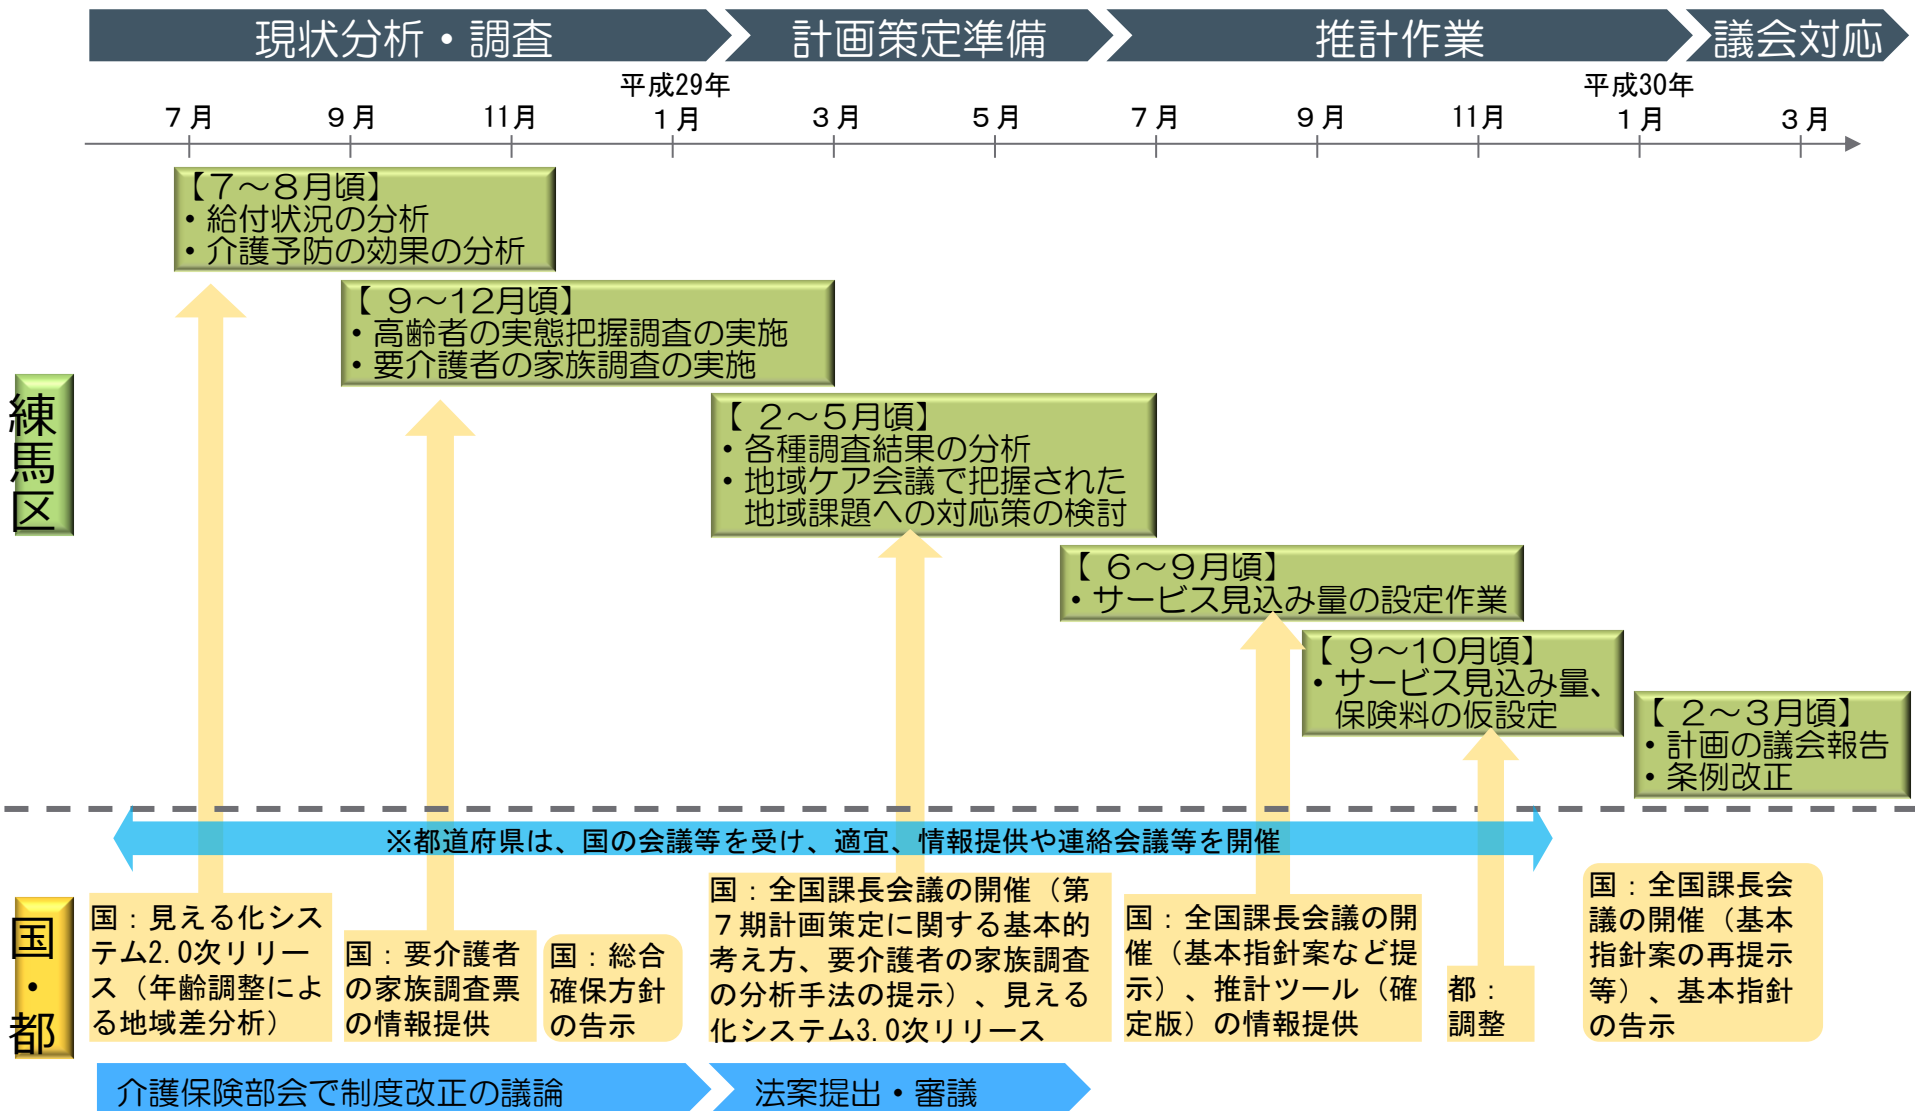 現状分析・調査
計画策定準備
推計作業
議会対応
平成29年
平成30年
７月
９月
11月
１月
３月
５月
７月
９月
11月
１月
３月
【７～８月頃】
・給付状況の分析
・介護予防の効果の分析
【 ９～12月頃】
・高齢者の実態把握調査の実施
・要介護者の家族調査の実施
【 ２～５月頃】
・各種調査結果の分析
・地域ケア会議で把握された
地域課題への対応策の検討
【 ６～９月頃】
・サービス見込み量の設定作業
【 ９～10月頃】
・サービス見込み量、
保険料の仮設定
【 ２～３月頃】
・計画の議会報告
・条例改正
練馬区
※都道府県は、国の会議等を受け、適宜、情報提供や連絡会議等を開催
国・都
国：見える化シス
テム2.0次リリー
ス（年齢調整によ
る地域差分析）
国：要介護者
の家族調査票
の情報提供
国：総合
確保方針
の告示
国：全国課長会議の開催（第
７期計画策定に関する基本的
考え方、要介護者の家族調査
の分析手法の提示）、見える
化システム3.0次リリース
国：全国課長会議の開
催（基本指針案など提
示）、推計ツール（確
定版）の情報提供
都：
調整
国：全国課長会
議の開催（基本
指針案の再提示
等）、基本指針
の告示
介護保険部会で制度改正の議論
法案提出・審議